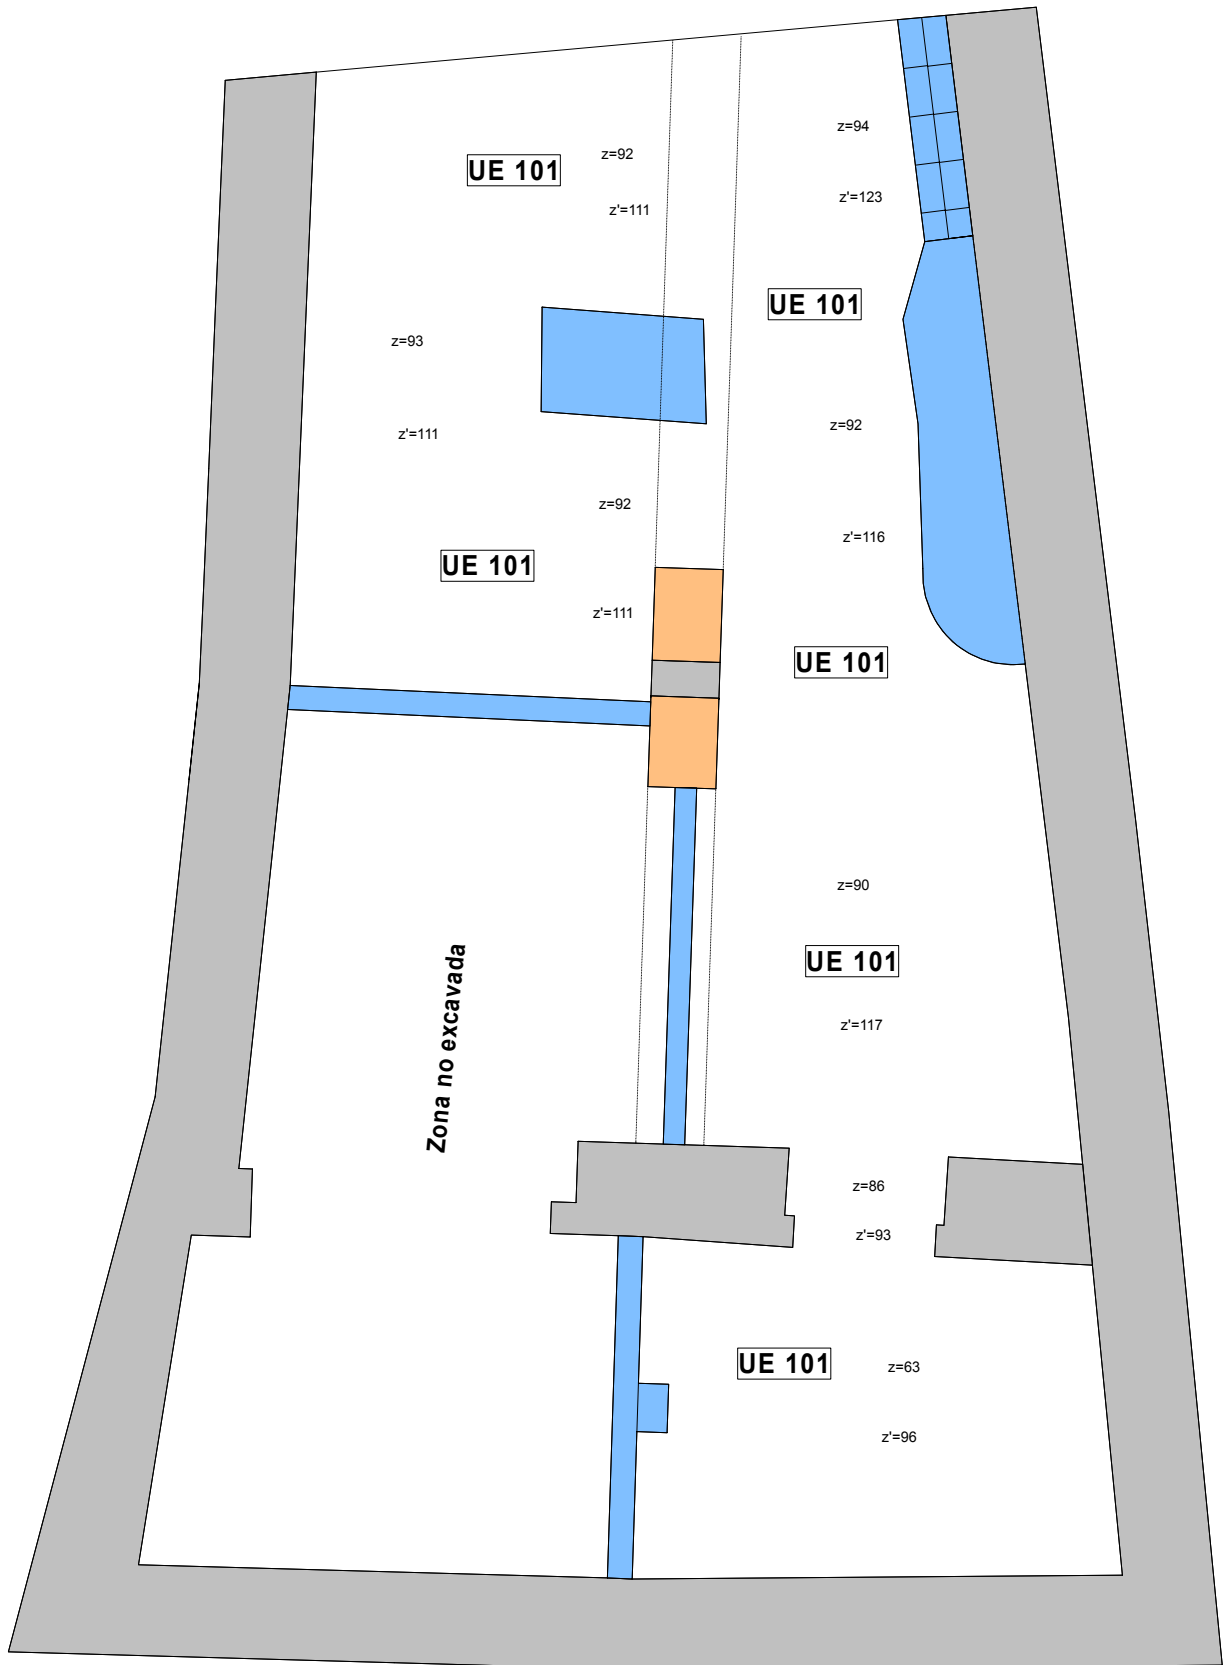 z=94
z=92
UE 101
z'=123
z'=111
UE 101
z=93
z=92
z'=111
z=92
z'=116
UE 101
z'=111
UE 101
z=90
Zona no excavada
UE 101
z'=117
z=86
z'=93
UE 101
z=63
z'=96